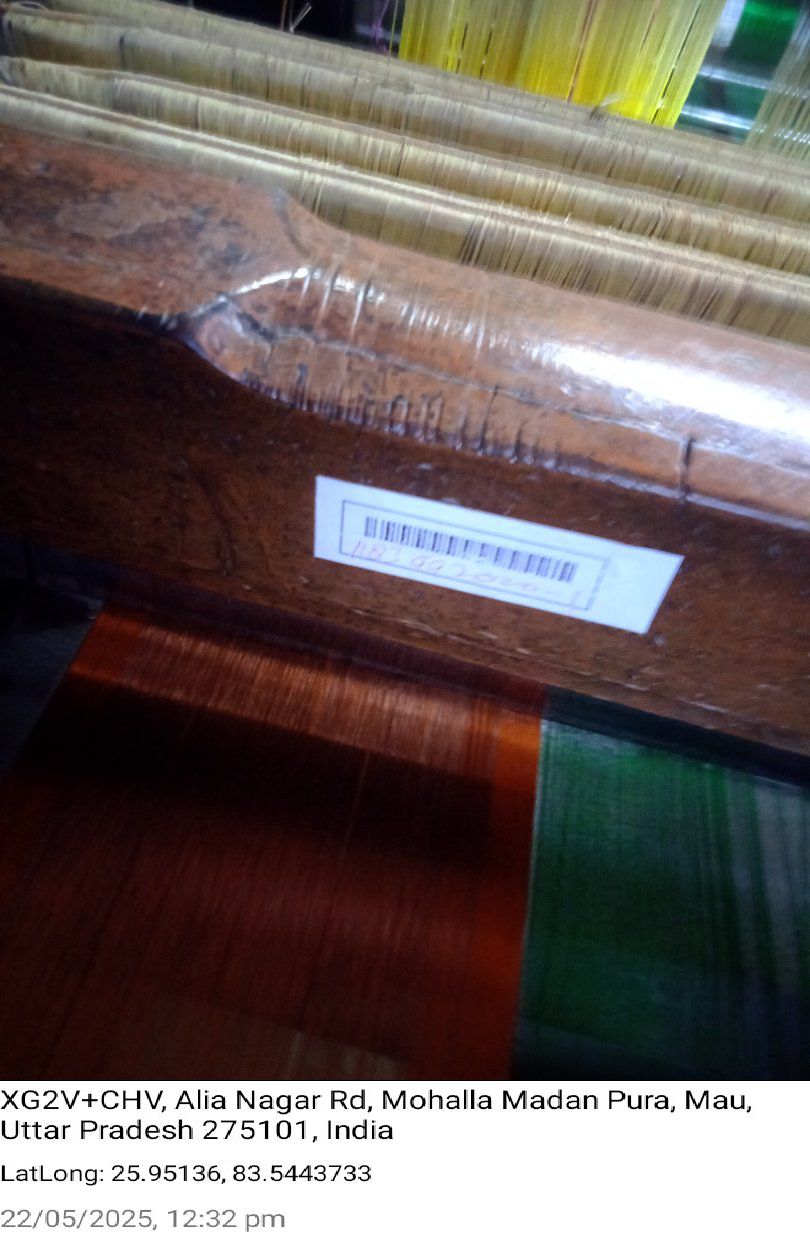 XG2V+CHV, Alia Nagar Rd, Mohalla Madan Pura, Mau,
Uttar Pradesh 275101, India
LatLong: 25.95136, 83.5443733
22/05/2025, 12:32 pm